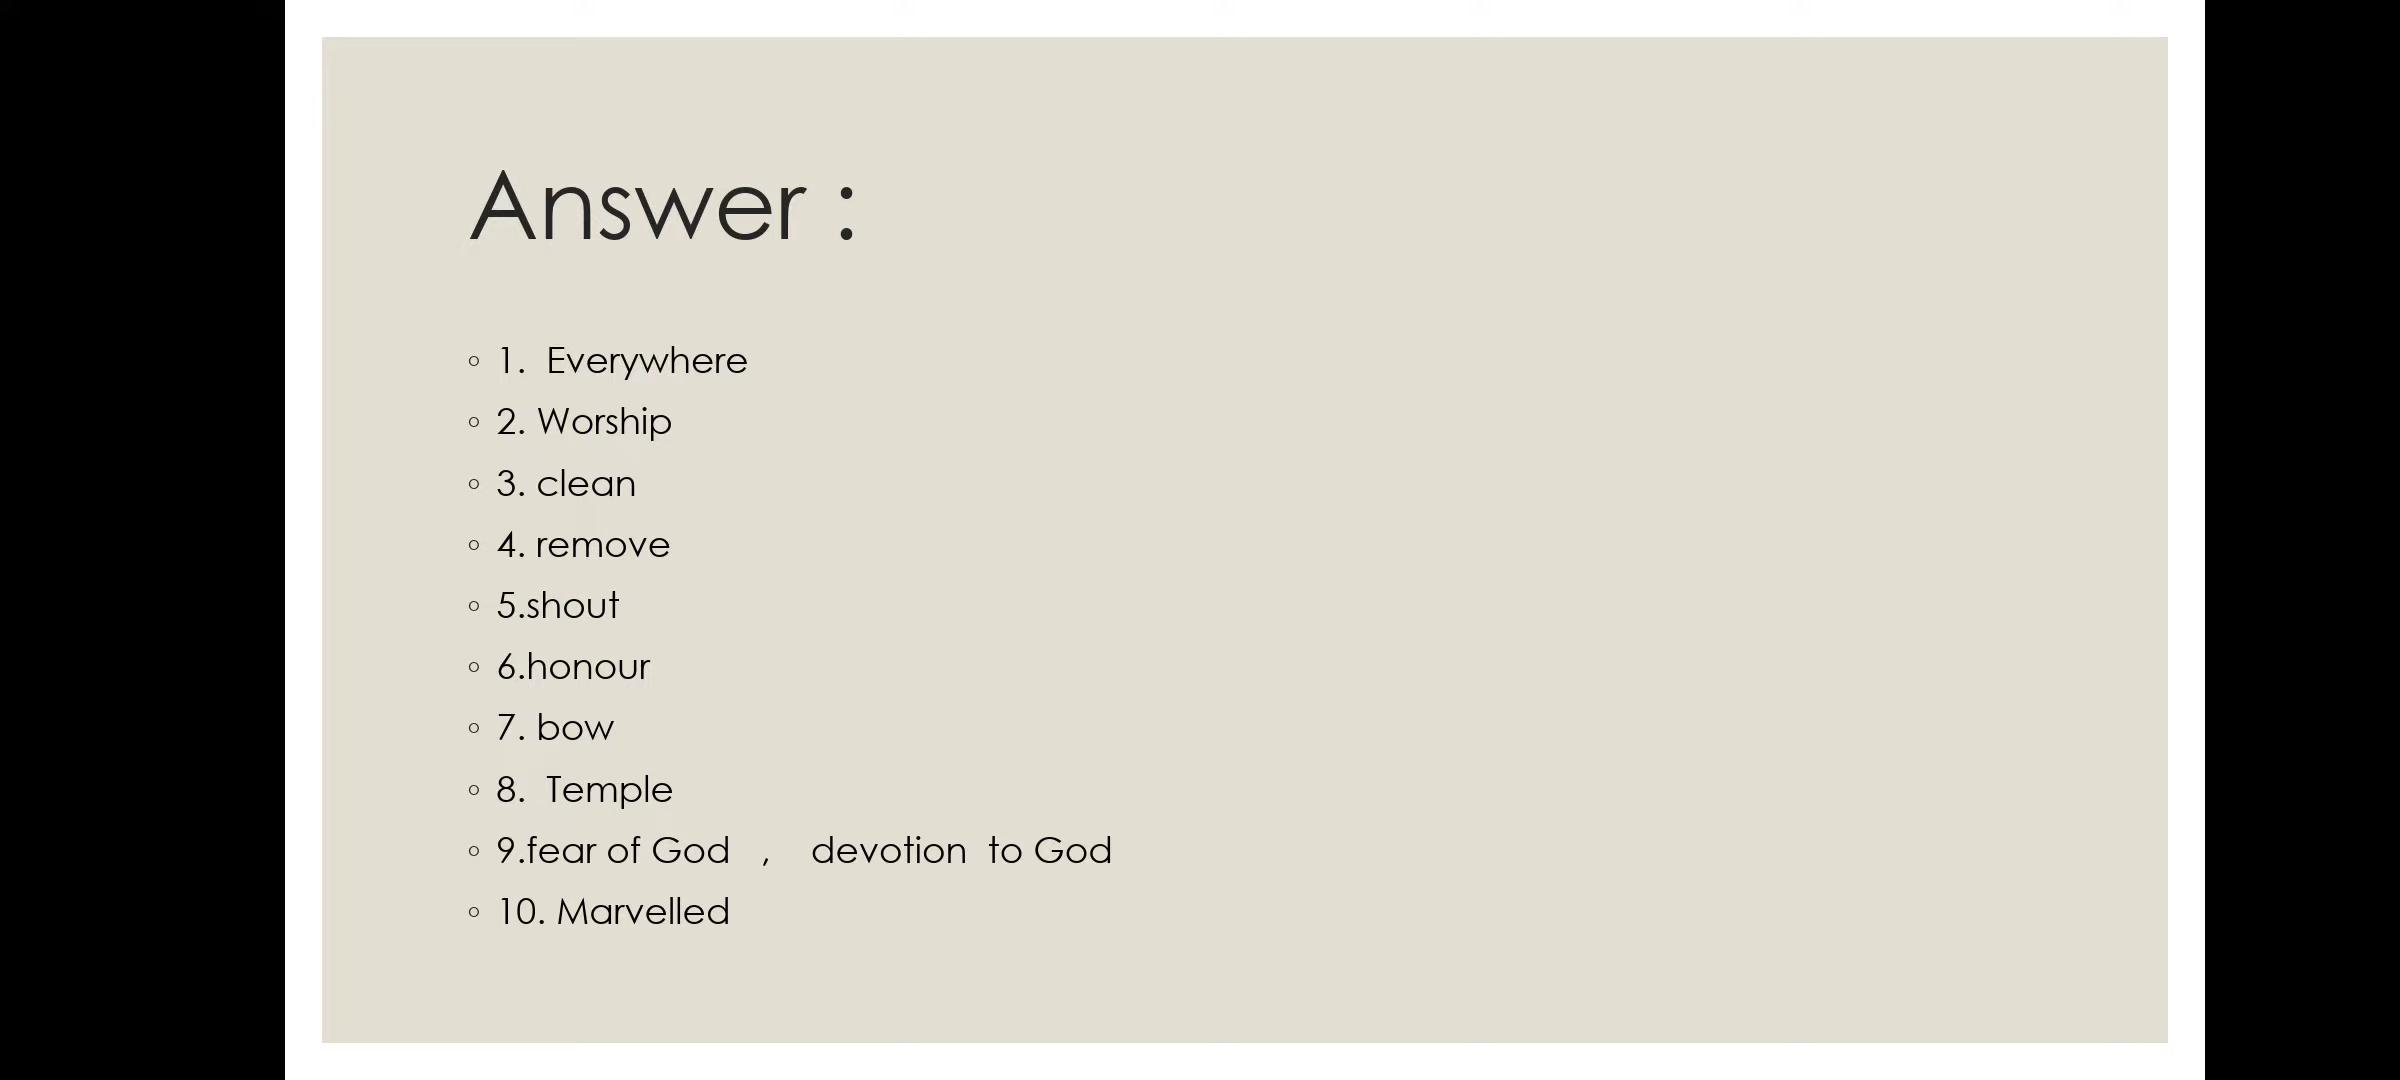 Answer :
◦ 1.  Everywhere
◦ 2. Worship
◦ 3. clean
◦ 4. remove
◦ 5.shout
◦ 6.honour
◦ 7. bow
◦ 8.  Temple
◦ 9.fear of God   ,    devotion  to God
◦ 10. Marvelled